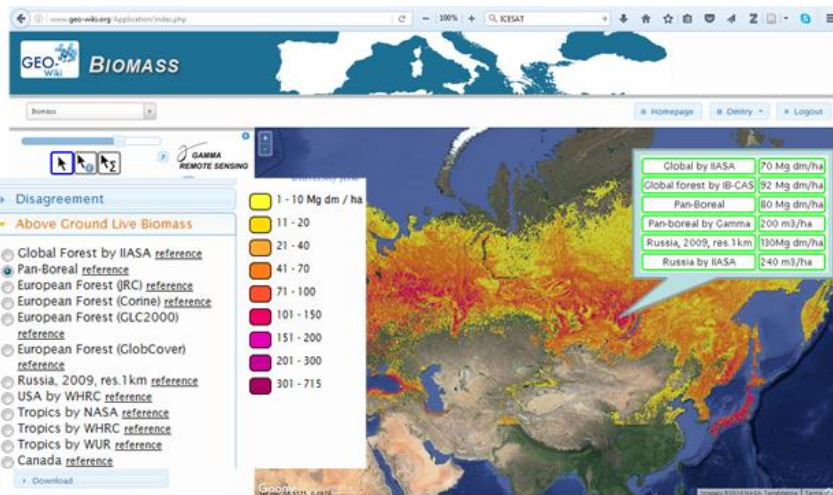 www.geo-wiki.org/Application/index.php
100%
ICESAT
GEO-
Wiki
BIOMASS
Biomass
Homepage
Dmitry
Logout
GAMMA
REMOTE SENSING
Disagreement
Above Ground Live Biomass
Global Forest by IIASA reference
Pan-Boreal reference
European Forest (JRC) reference
European Forest (Corine) reference
European Forest (GLC2000)
reference
European Forest (GlobCover)
reference
Russia, 2009, res.1km reference
USA by WHRC reference
Tropics by NASA reference
Tropics by WHRC reference
Tropics by WUR reference
Canada reference
Download
1 - 10 Mg dm / ha
11 - 20
21 - 40
41 - 70
71 - 100
101 - 150
151 - 200
201 - 300
301 - 715
Global by IIASA 70 Mg dm/ha
Global forest by IB-CAS 92 Mg dm/ha
Pan-Boreal 80 Mg dm/ha
Pan-boreal by Gamma 200 m3/ha
Russia, 2009, res.1km 130Mg dm/ha
Russia by IIASA 240 m3/ha
Google